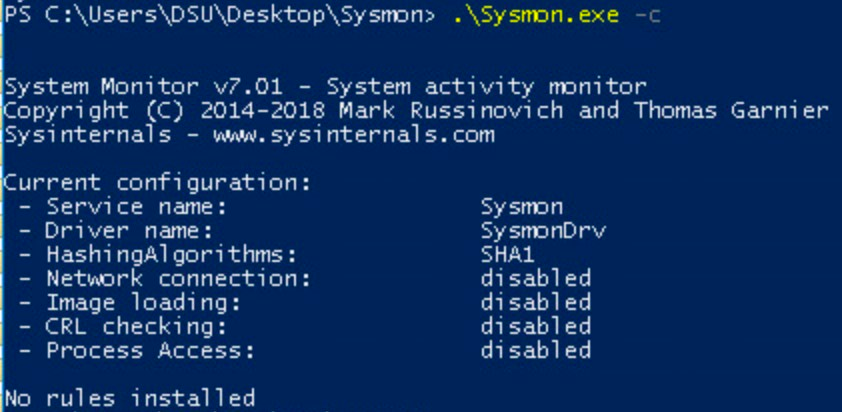 PS C:\Users\DSU\Desktop\Sysmon> .\Sysmon.exe -c
System Monitor v7.01 - System activity monitor
Copyright (C) 2014-2018 Mark Russinovich and Thomas Garnier
Sysinternals - www.sysinternals.com
Current configuration:
- Service name: Sysmon
- Driver name: SysmonDrv
- HashingAlgorithms: SHA1
- Network connection: disabled
- Image loading: disabled
- CRL checking: disabled
- Process Access: disabled
No rules installed